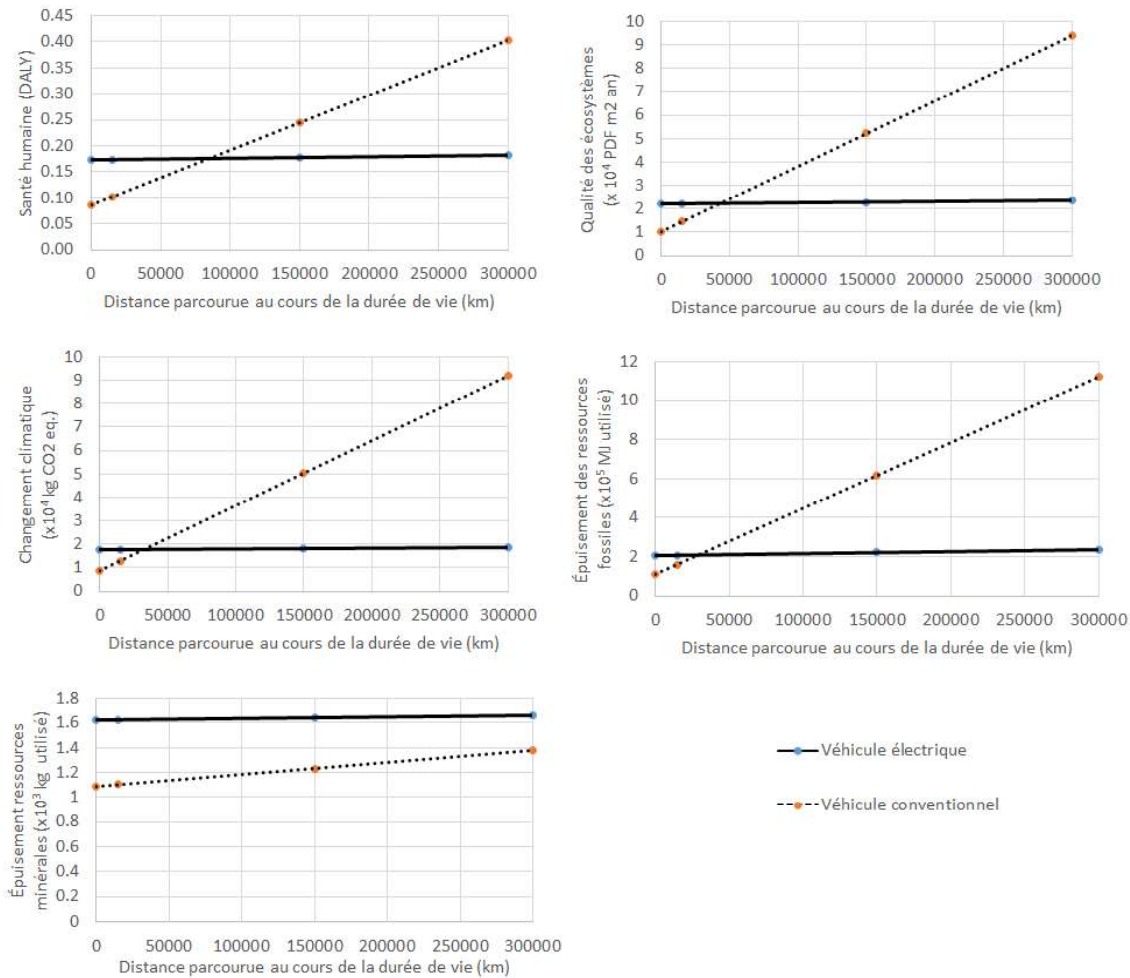 Santé humaine (DALY)
0.45
0.40
0.35
0.30
0.25
0.20
0.15
0.10
0.05
0.00
0 50000 100000 150000 200000 250000 300000
Distance parcourue au cours de la durée de vie (km)
Qualité des écosystèmes
(x 10⁴ PDF m2 an)
10
9
8
7
6
5
4
3
2
1
0
0 50000 100000 150000 200000 250000 300000
Distance parcourue au cours de la durée de vie (km)
Changement climatique
(x10⁴ kg CO2 eq.)
10
9
8
7
6
5
4
3
2
1
0
0 50000 100000 150000 200000 250000 300000
Distance parcourue au cours de la durée de vie (km)
Épuisement des ressources
fossiles (x10⁵ MJ utilisé)
12
10
8
6
4
2
0
0 50000 100000 150000 200000 250000 300000
Distance parcourue au cours de la durée de vie (km)
Épuisement ressources
minérales (x10³ kg utilisé)
1.8
1.6
1.4
1.2
1
0.8
0.6
0.4
0.2
0
0 50000 100000 150000 200000 250000 300000
Distance parcourue au cours de la durée de vie (km)
Véhicule électrique
Véhicule conventionnel